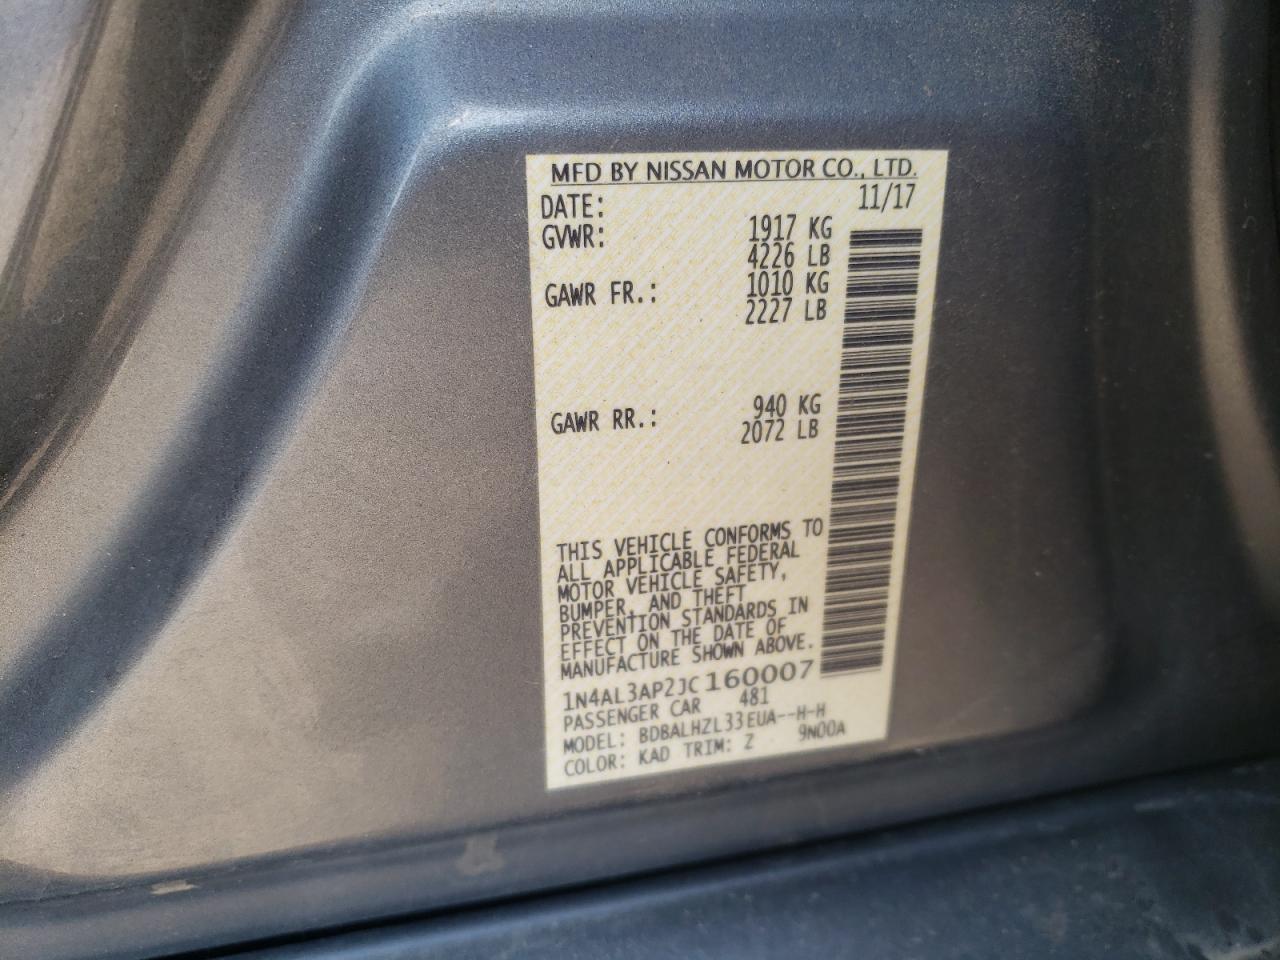 MFD BY NISSAN MOTOR CO., LTD.
DATE: 11/17
GVWR: 1917 KG
4226 LB
GAWR FR.: 1010 KG
2227 LB
GAWR RR.: 940 KG
2072 LB
THIS VEHICLE CONFORMS TO
ALL APPLICABLE FEDERAL
MOTOR VEHICLE SAFETY,
BUMPER, AND THEFT
PREVENTION STANDARDS IN
EFFECT ON THE DATE OF
MANUFACTURE SHOWN ABOVE.
1N4AL3AP2JC160007
PASSENGER CAR 481
MODEL: BDBALHZL33EUA--H-H
COLOR: KAD TRIM: Z 9N00A